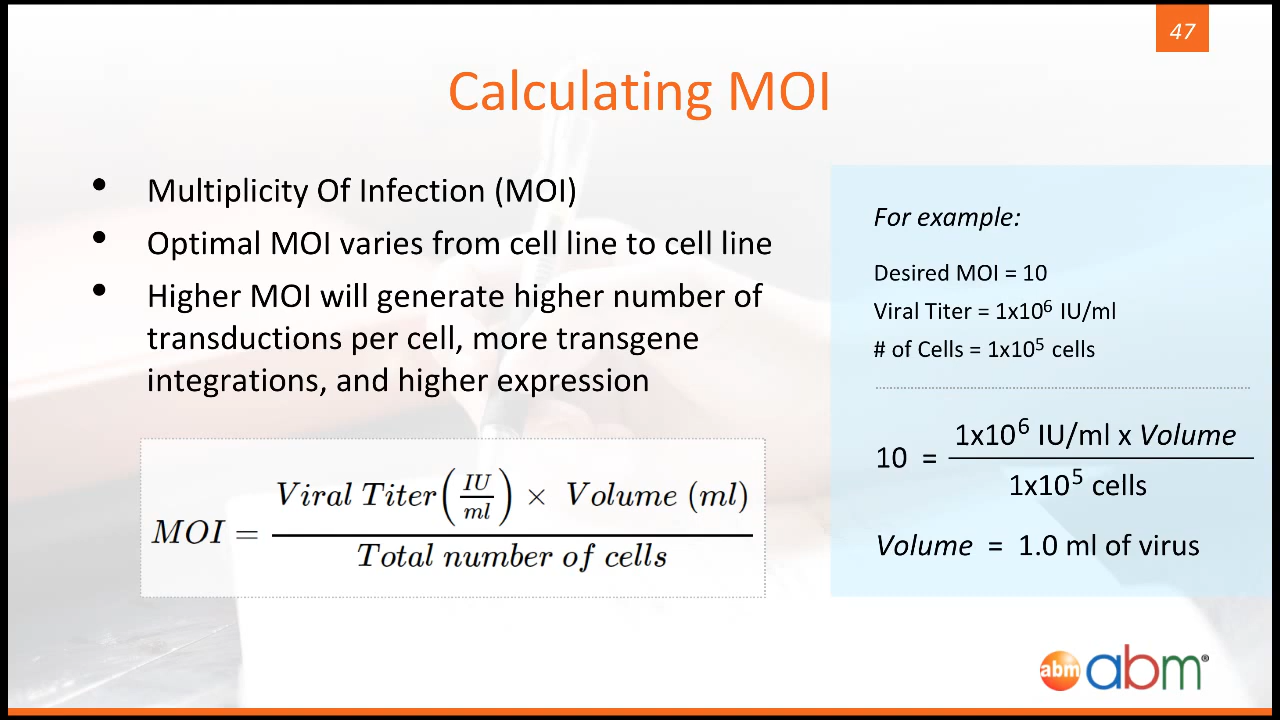 47
Calculating MOI
• Multiplicity Of Infection (MOI)
• Optimal MOI varies from cell line to cell line
• Higher MOI will generate higher number of
transductions per cell, more transgene
integrations, and higher expression
MOI = Viral Titer(IU/ml) × Volume (ml) / Total number of cells
For example:
Desired MOI = 10
Viral Titer = 1x10⁶ IU/ml
# of Cells = 1x10⁵ cells
10 = 1x10⁶ IU/ml x Volume / 1x10⁵ cells
Volume = 1.0 ml of virus
abm abm®